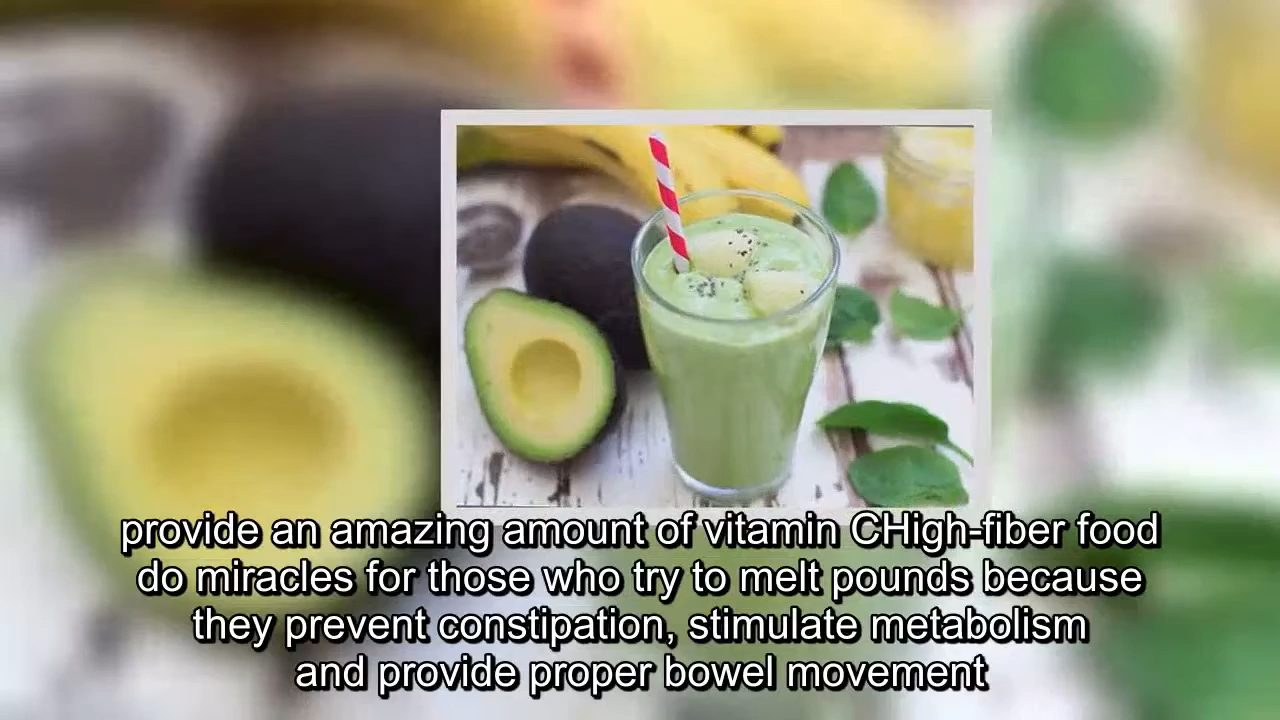 provide an amazing amount of vitamin CHigh-fiber food
do miracles for those who try to melt pounds because
they prevent constipation, stimulate metabolism
and provide proper bowel movement